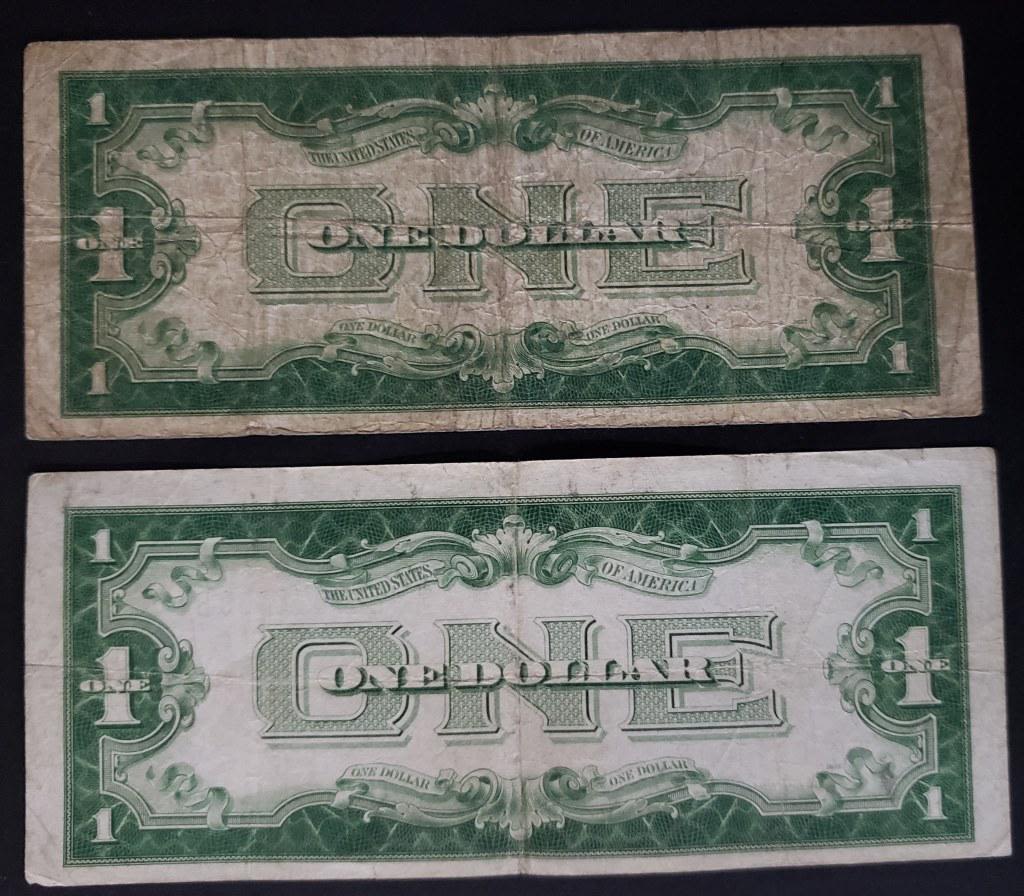 1 1
THE UNITED STATES OF AMERICA
ONE
1 ONE ONE DOLLAR 1 ONE
ONE DOLLAR ONE DOLLAR
1 1
1 1
THE UNITED STATES OF AMERICA
ONE
1 ONE ONE DOLLAR 1 ONE
ONE DOLLAR ONE DOLLAR
1 1